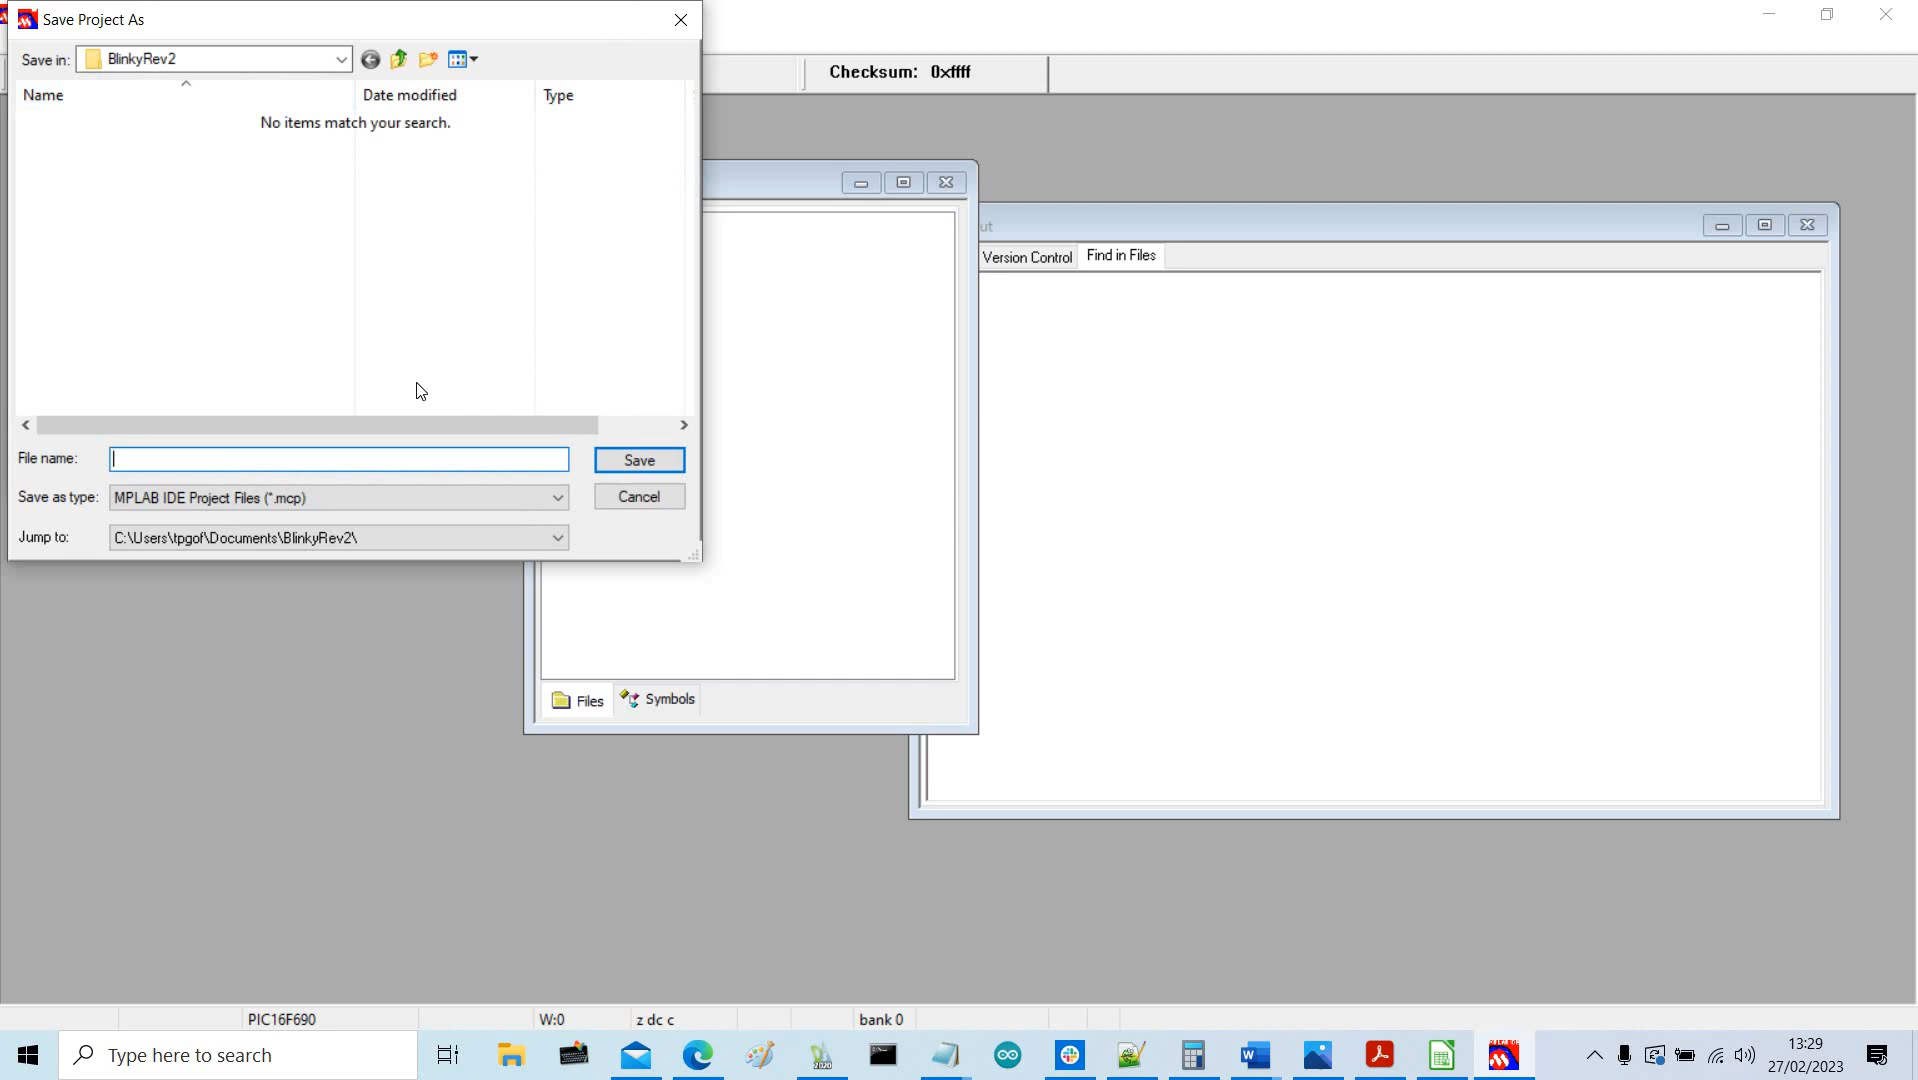 Save Project As
Save in: BlinkyRev2
Checksum: 0xffff
Name Date modified Type
No items match your search.
ut
Version Control Find in Files
File name: Save
Save as type: MPLAB IDE Project Files (*.mcp) Cancel
Jump to: C:\Users\tpgof\Documents\BlinkyRev2\
Files Symbols
PIC16F690 W:0 z dc c bank 0
Type here to search
2020
13:29
27/02/2023